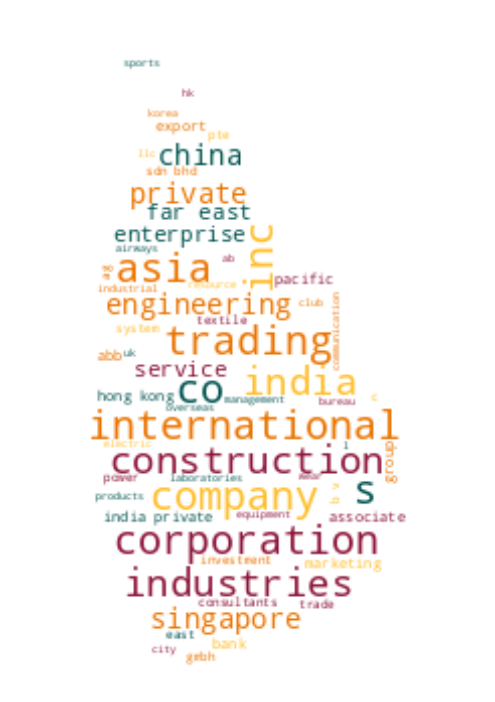 sports
hk
korea
export
pte
llc china
sdn bhd
private
far east
enterprise
inc
airways
ab
asia
pacific
industrial
resource
engineering
club
communication
textile
system
trading
abb uk
service
india
hong kong
co
management
overseas
bureau
c
international
electric
l
group
construction
power
laboratories
products
company
b v
s
india private
equipment
associate
corporation
investment
marketing
industries
consultants
trade
singapore
east
bank
city
gmbh